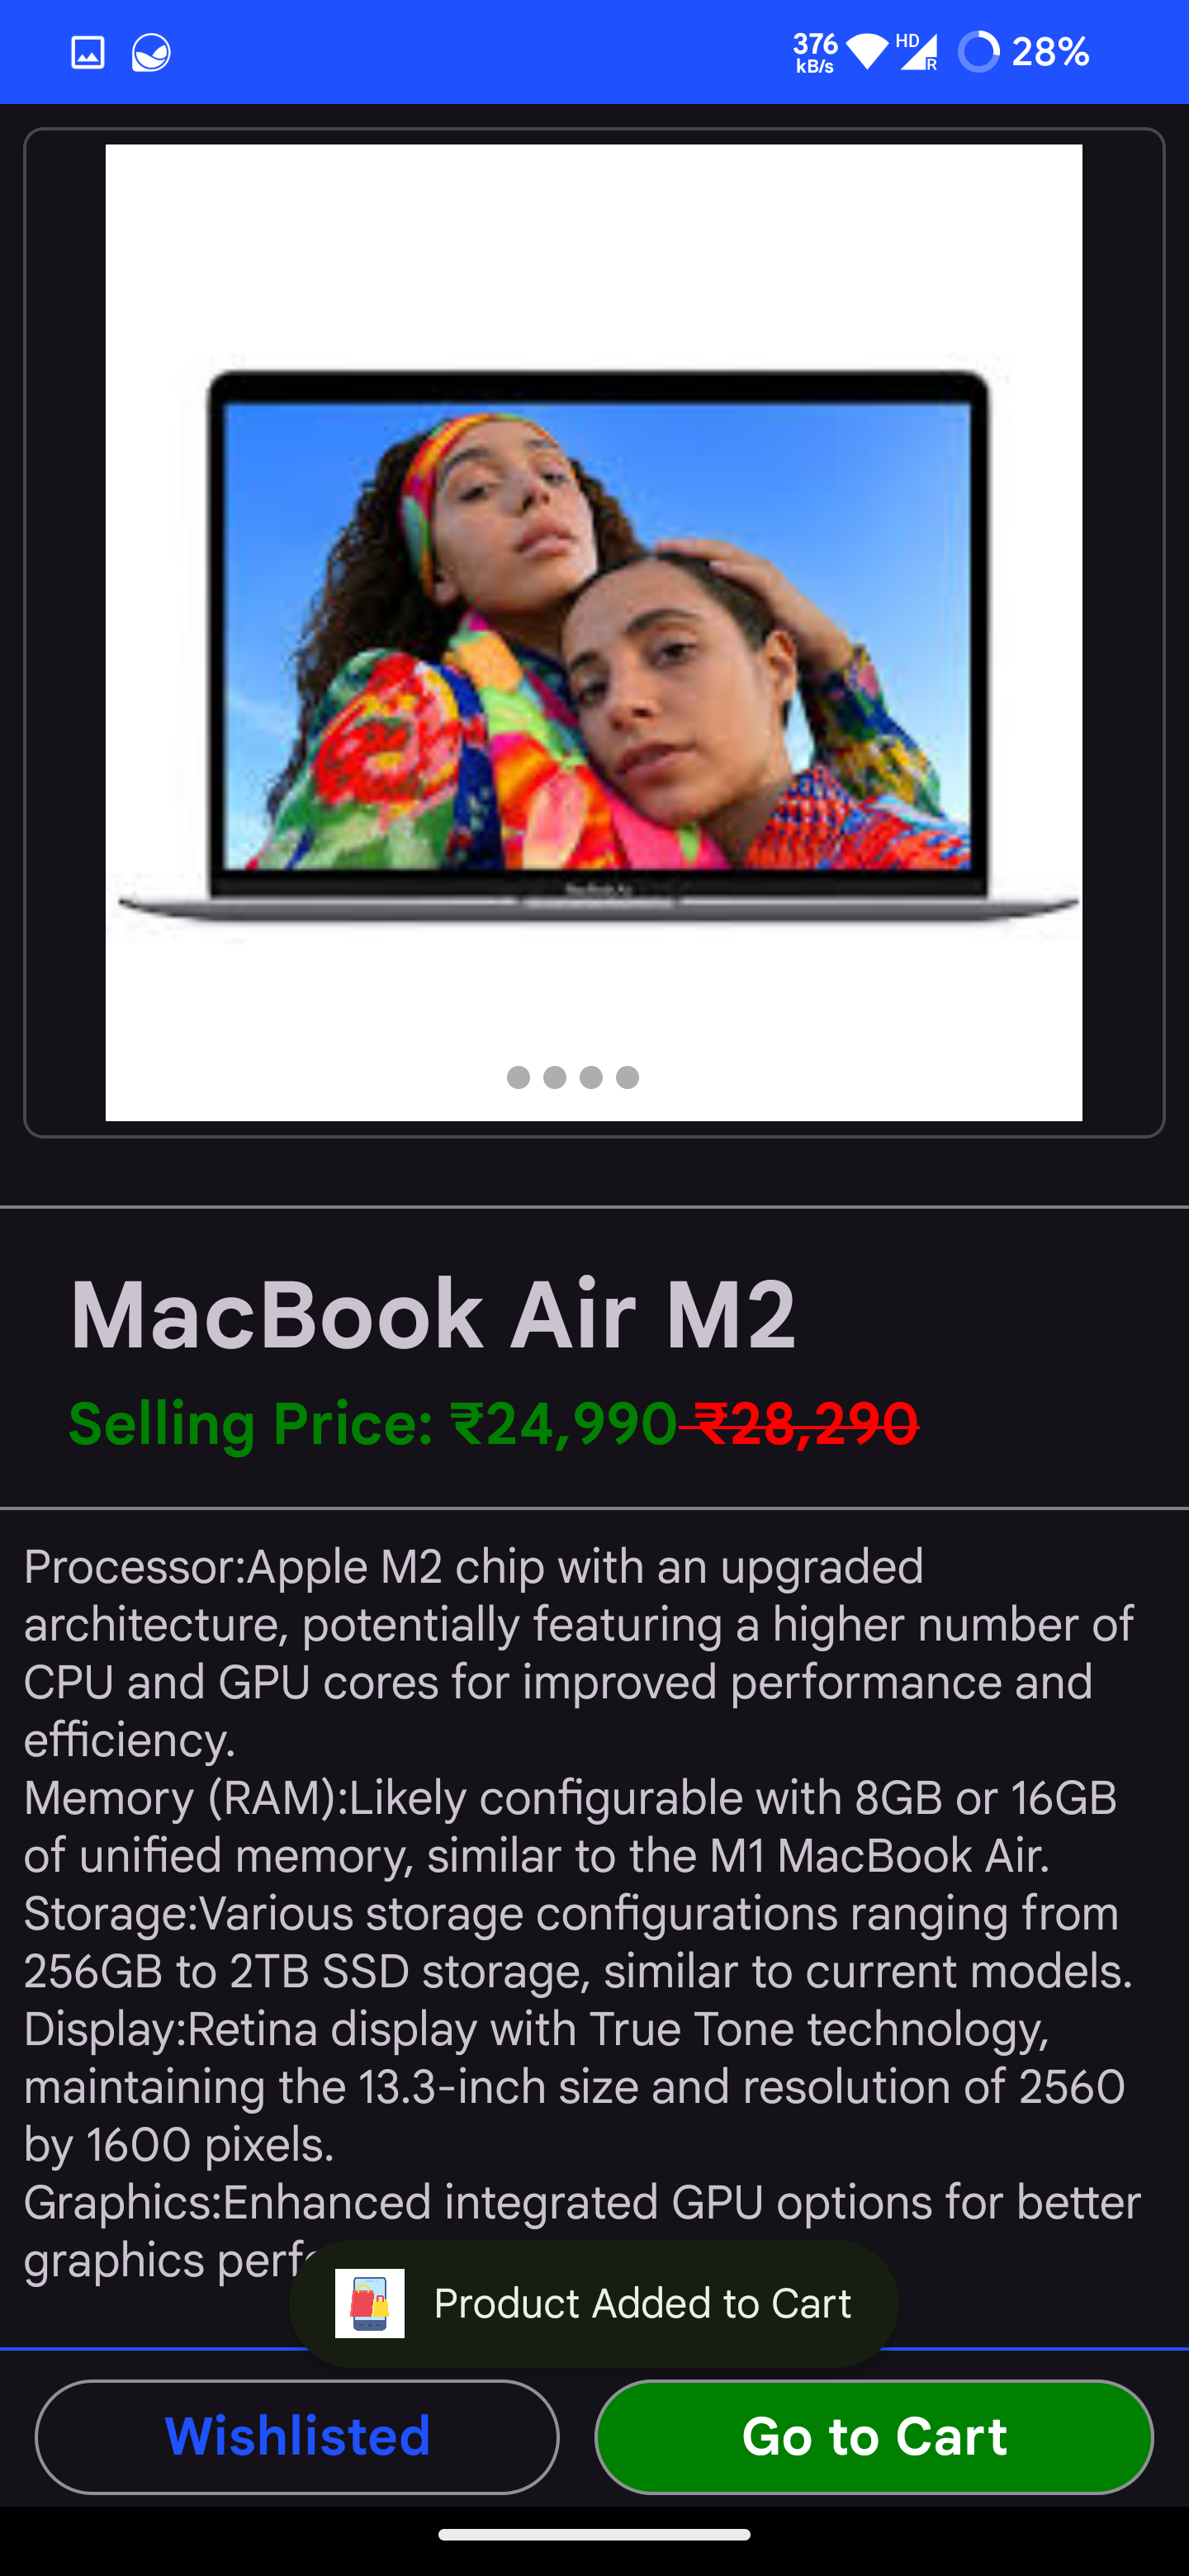 376
kB/s
HD
R
28%
MacBook Air
MacBook Air M2
Selling Price: ₹24,990 ₹28,290
Processor:Apple M2 chip with an upgraded
architecture, potentially featuring a higher number of
CPU and GPU cores for improved performance and
efficiency.
Memory (RAM):Likely configurable with 8GB or 16GB
of unified memory, similar to the M1 MacBook Air.
Storage:Various storage configurations ranging from
256GB to 2TB SSD storage, similar to current models.
Display:Retina display with True Tone technology,
maintaining the 13.3-inch size and resolution of 2560
by 1600 pixels.
Graphics:Enhanced integrated GPU options for better
graphics
Product Added to Cart
Wishlisted
Go to Cart